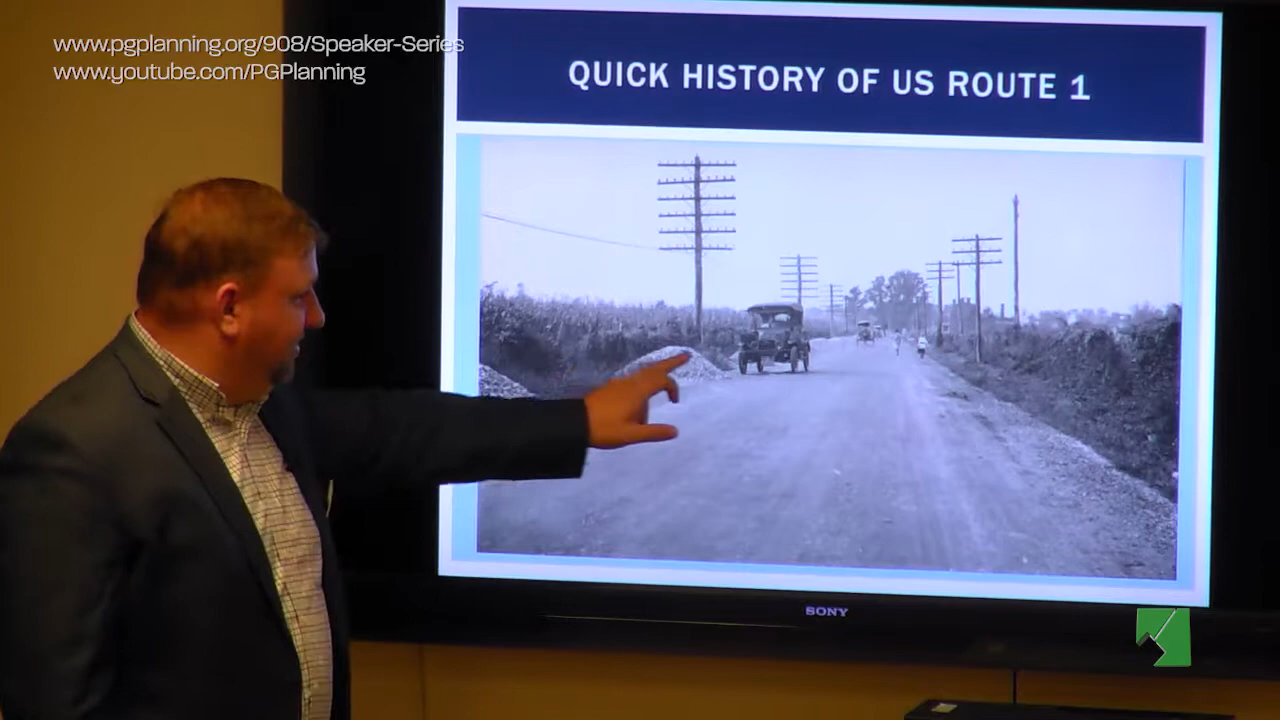 www.pgplanning.org/908/Speaker-Series
www.youtube.com/PGPlanning
QUICK HISTORY OF US ROUTE 1
SONY